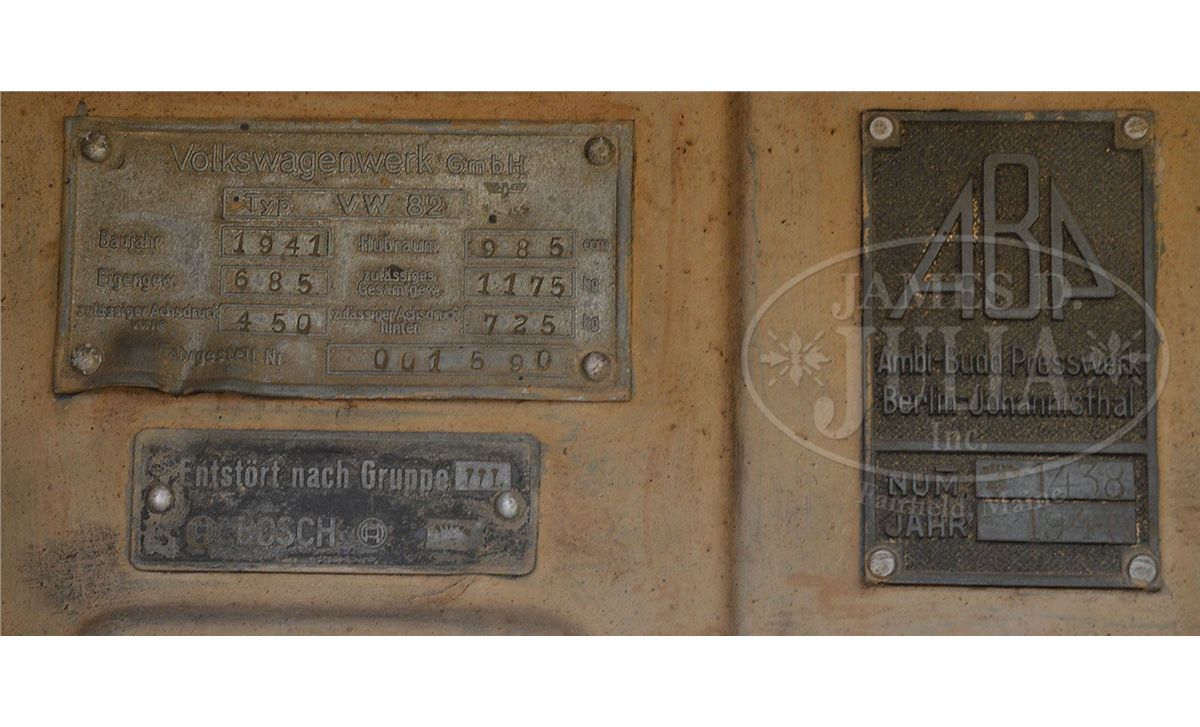 Volkswagenwerk GmbH
Typ VW 82
Baujahr 1941 Hubraum 985 ccm
Eigengew. 685 zulässiges Gesamtgew. 1175 kg
zulässiger Achsdruck vorne 450 zulässiger Achsdruck hinten 725 kg
Fahrgestell Nr. 001590
Entstört nach Gruppe
BOSCH
ABP
Ambi-Budd Presswerk
Berlin-Johannisthal
NUM. 1438
JAHR
JAMES D.
JULIA
Inc.
Fairfield, Maine